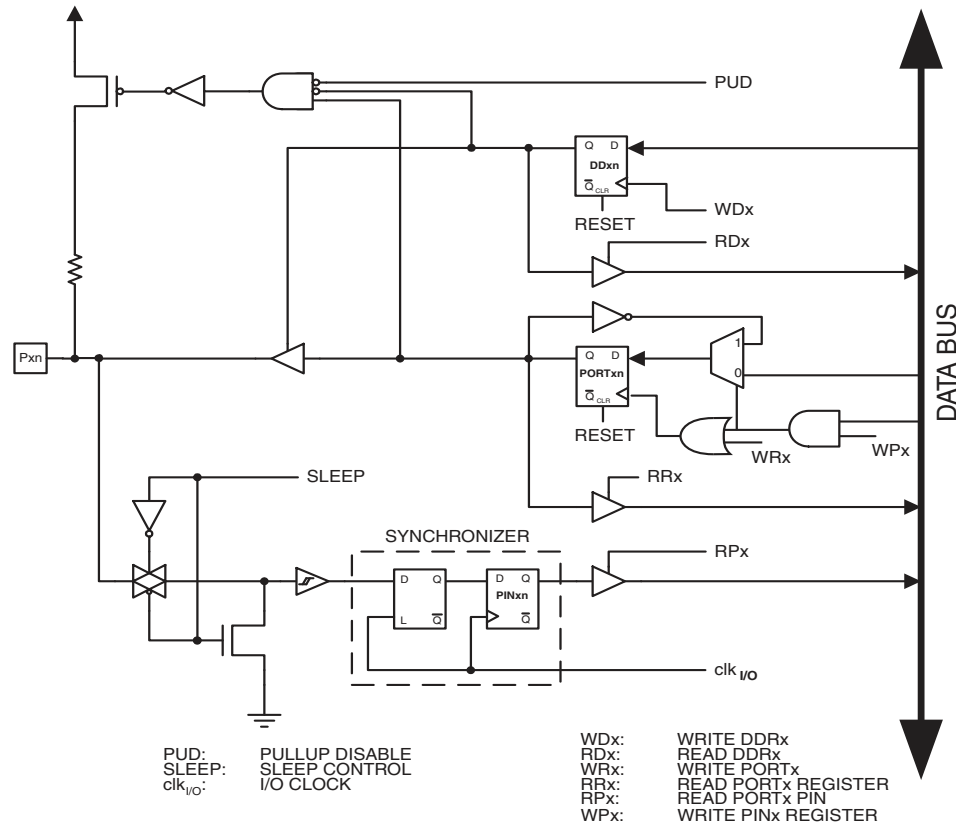 PUD
Q D
DDxn
Q CLR
WDx
RESET
RDx
Pxn
1
Q D
PORTxn
0
Q CLR
RESET
WRx
WPx
SLEEP
RRx
SYNCHRONIZER
RPx
D Q
D Q
PINxn
L Q
Q
clk I/O
DATA BUS
PUD: PULLUP DISABLE
SLEEP: SLEEP CONTROL
clkI/O: I/O CLOCK
WDx: WRITE DDRx
RDx: READ DDRx
WRx: WRITE PORTx
RRx: READ PORTx REGISTER
RPx: READ PORTx PIN
WPx: WRITE PINx REGISTER